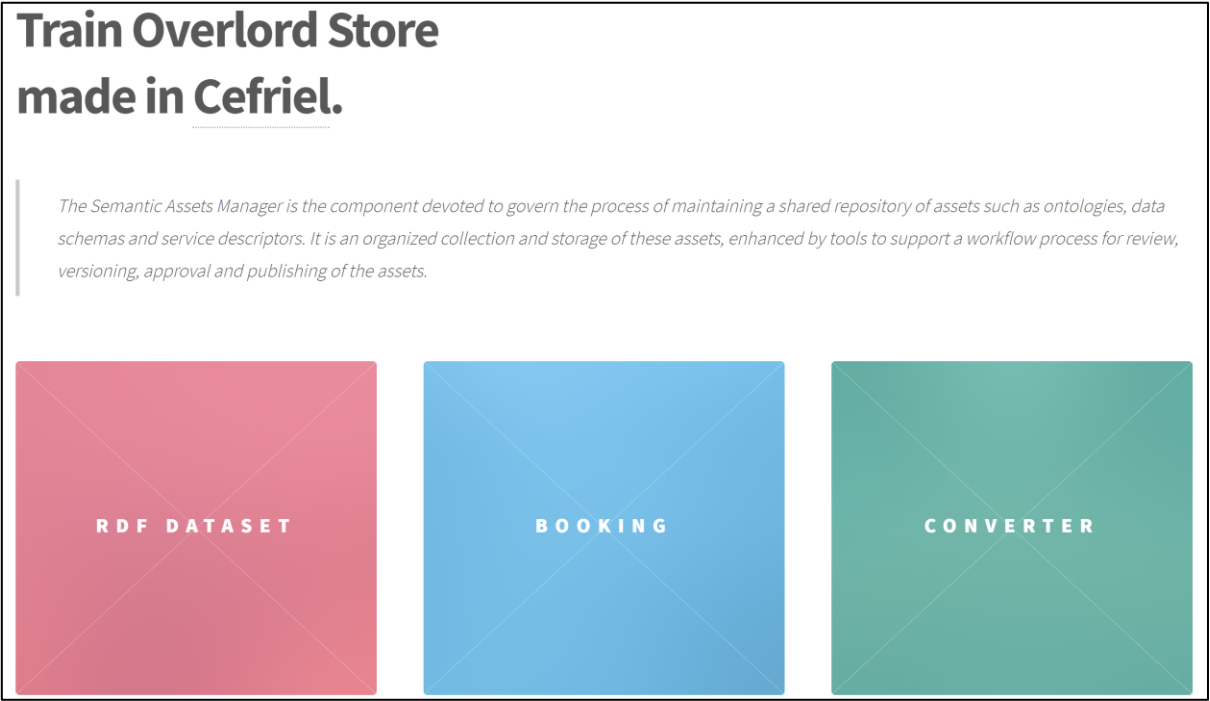 Train Overlord Store
made in Cefriel.
The Semantic Assets Manager is the component devoted to govern the process of maintaining a shared repository of assets such as ontologies, data
schemas and service descriptors. It is an organized collection and storage of these assets, enhanced by tools to support a workflow process for review,
versioning, approval and publishing of the assets.
RDF DATASET
BOOKING
CONVERTER